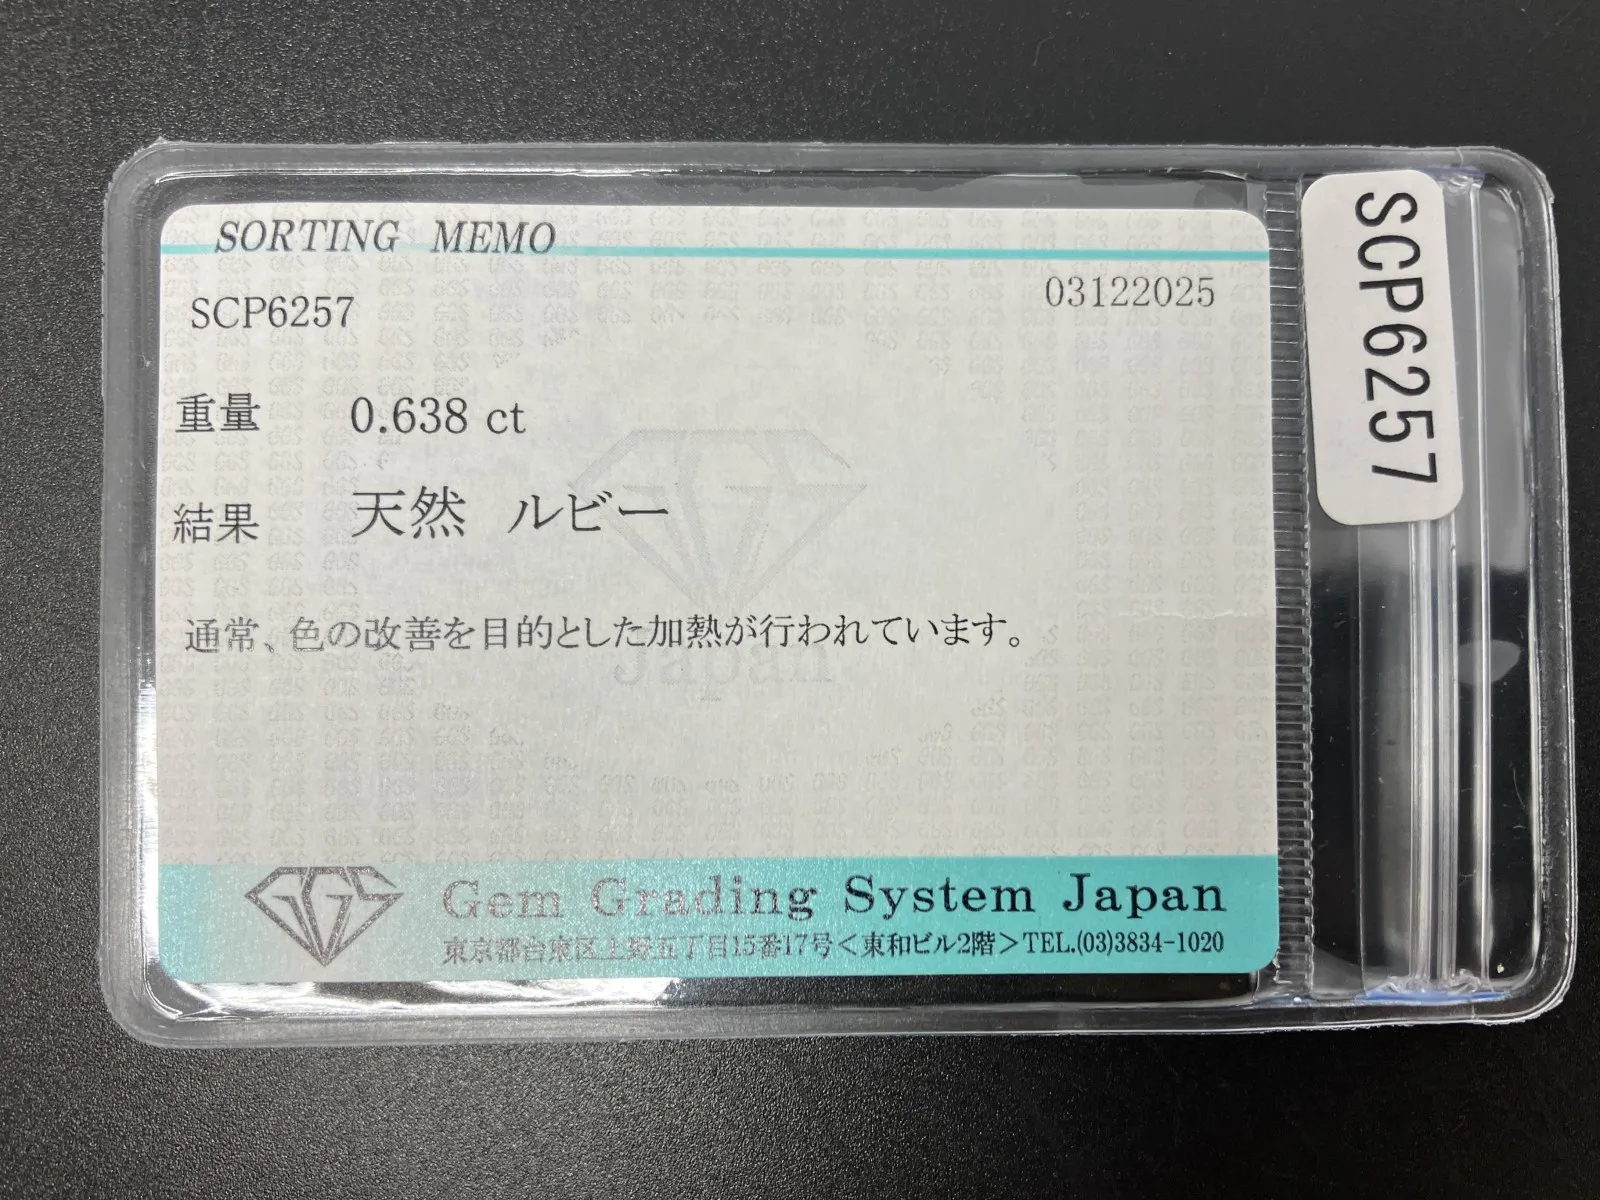 SORTING MEMO
SCP6257
03122025
重量 0.638 ct
結果 天然 ルビー
通常、色の改善を目的とした加熱が行われています。
Japan
GGS Gem Grading System Japan
東京都台東区上野五丁目15番17号<東和ビル2階>TEL.(03)3834-1020
SCP6257